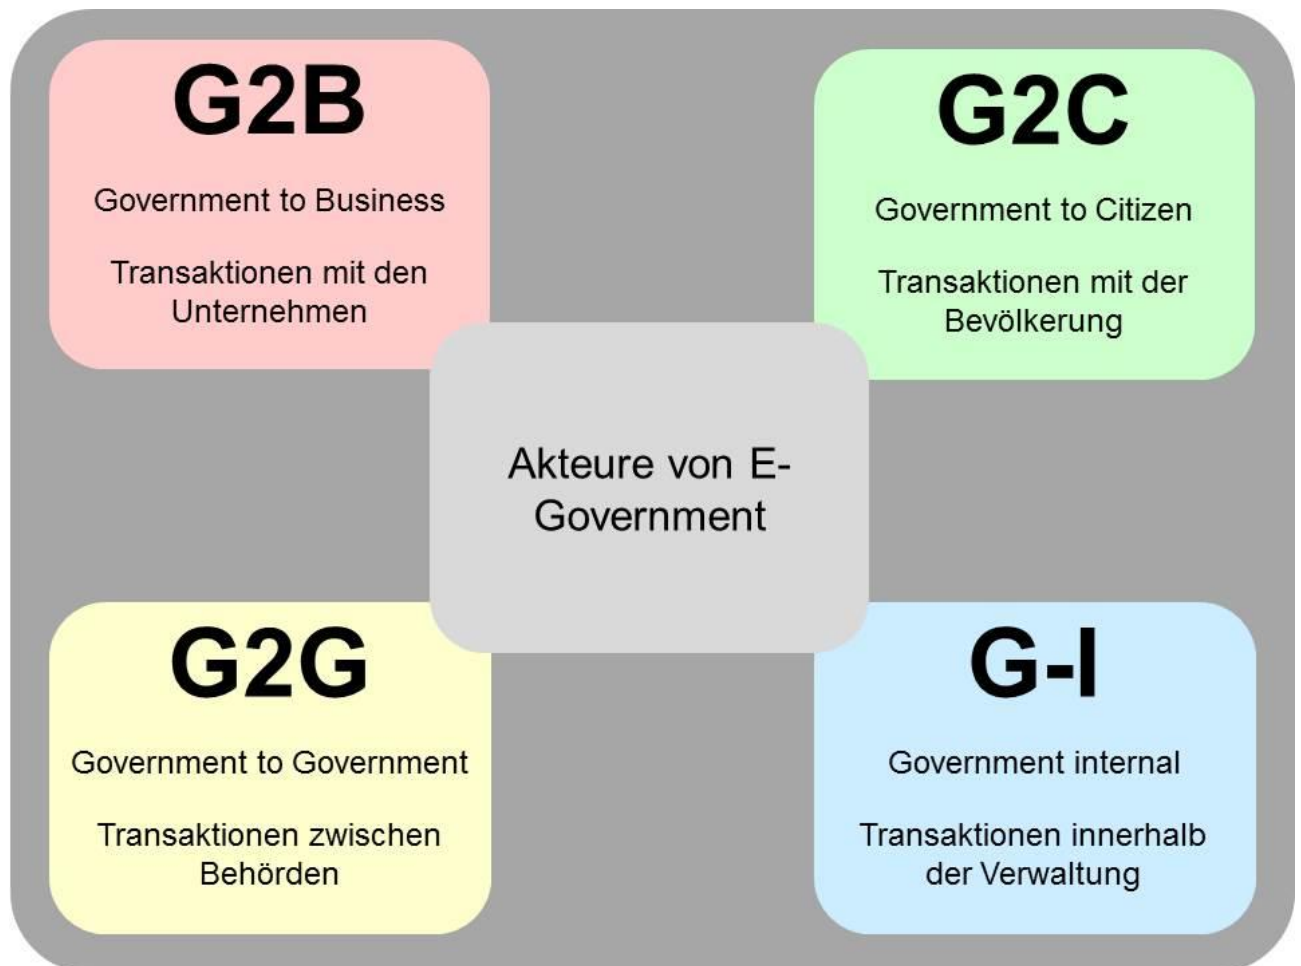 G2B
Government to Business
Transaktionen mit den
Unternehmen
G2C
Government to Citizen
Transaktionen mit der
Bevölkerung
Akteure von E-
Government
G2G
Government to Government
Transaktionen zwischen
Behörden
G-I
Government internal
Transaktionen innerhalb
der Verwaltung